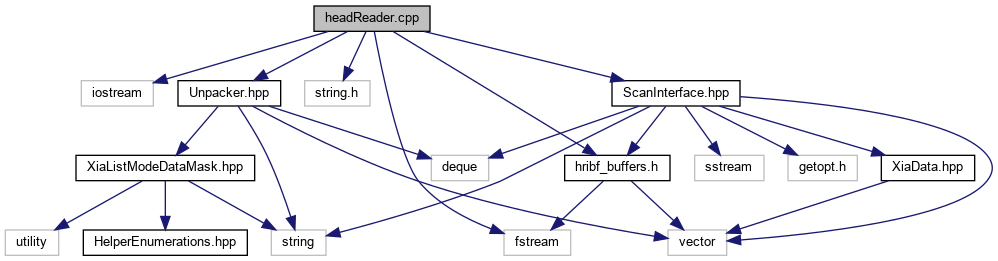 headReader.cpp
iostream
Unpacker.hpp
string.h
ScanInterface.hpp
XiaListModeDataMask.hpp
deque
hribf_buffers.h
sstream
getopt.h
XiaData.hpp
utility
HelperEnumerations.hpp
string
fstream
vector